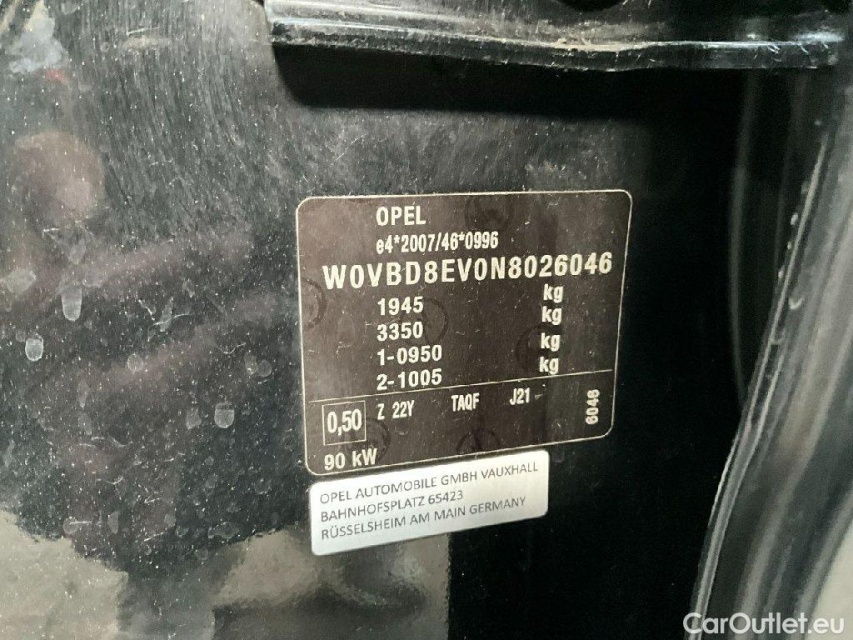 OPEL
e4*2007/46*0996
W0VBD8EV0N8026046
1945 kg
3350 kg
1-0950 kg
2-1005 kg
0,50 Z 22Y TAQF J21 6046
90 kW
OPEL AUTOMOBILE GMBH VAUXHALL
BAHNHOFSPLATZ 65423
RÜSSELSHEIM AM MAIN GERMANY
CarOutlet.eu